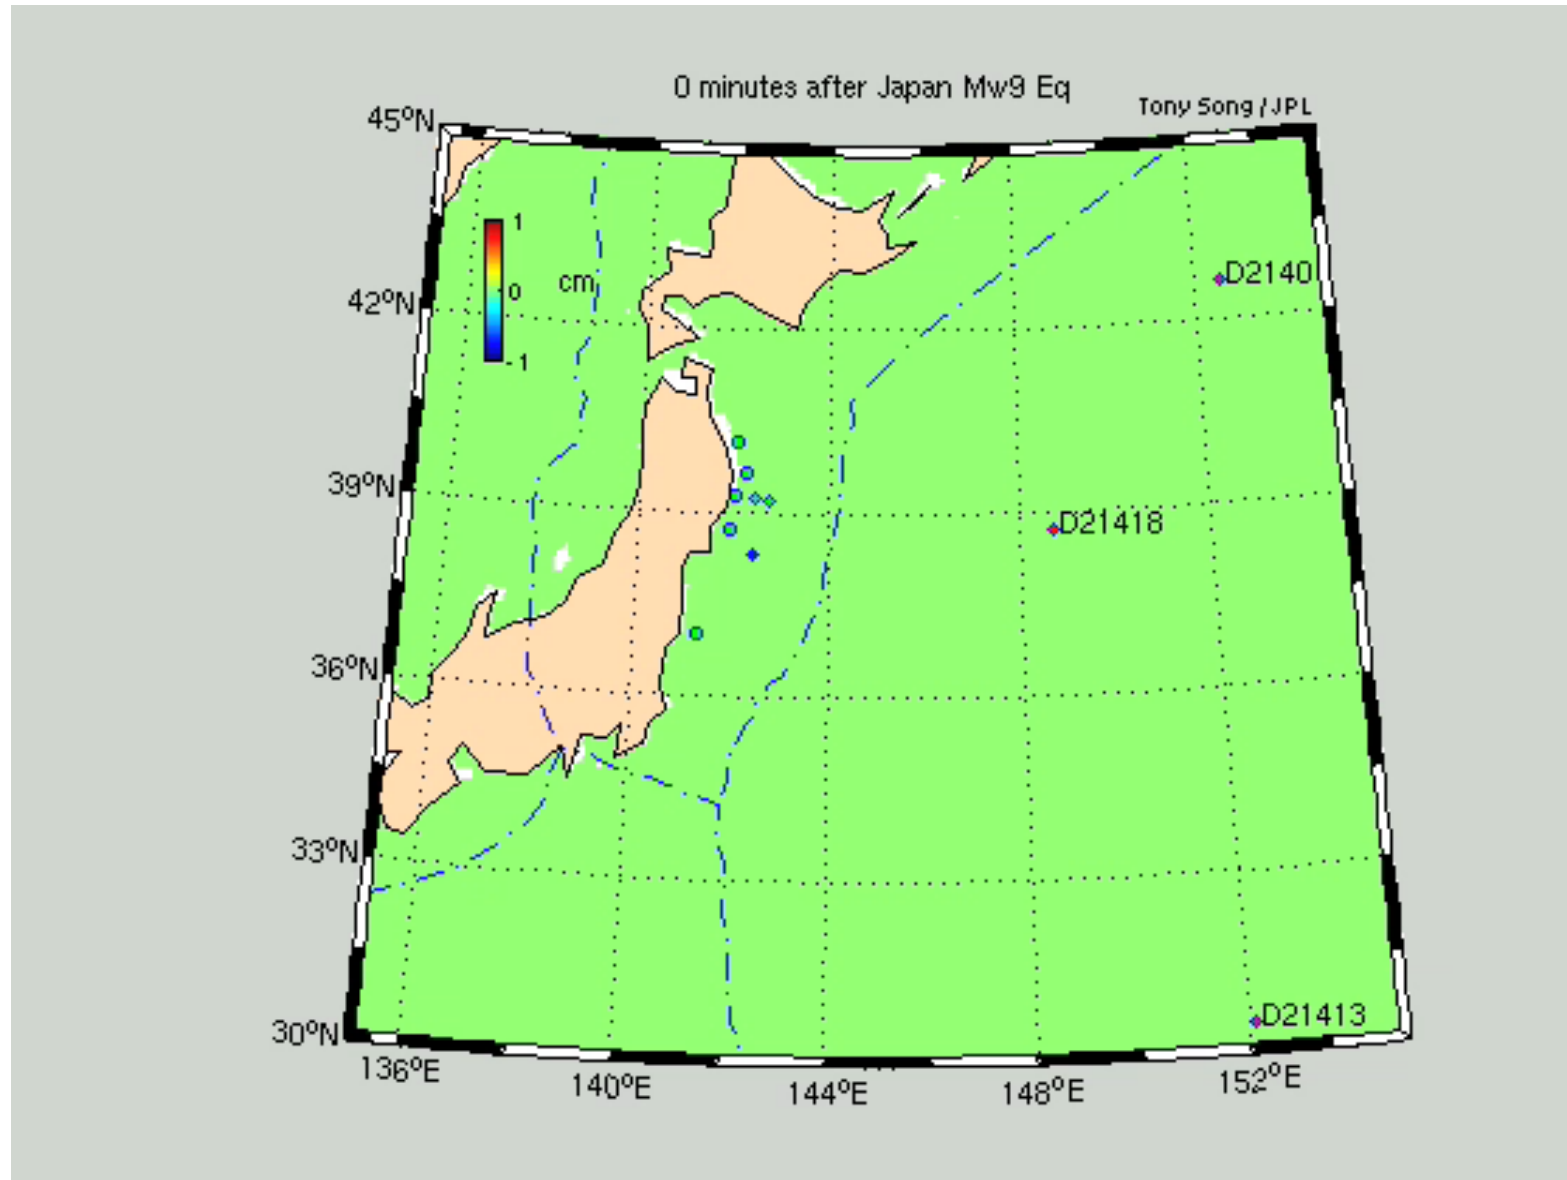 0 minutes after Japan Mw9 Eq
Tony Song/JPL
45°N
1
D2140
cm
0
42°N
-1
39°N
D21418
36°N
33°N
D21413
30°N
136°E
140°E
144°E
148°E
152°E